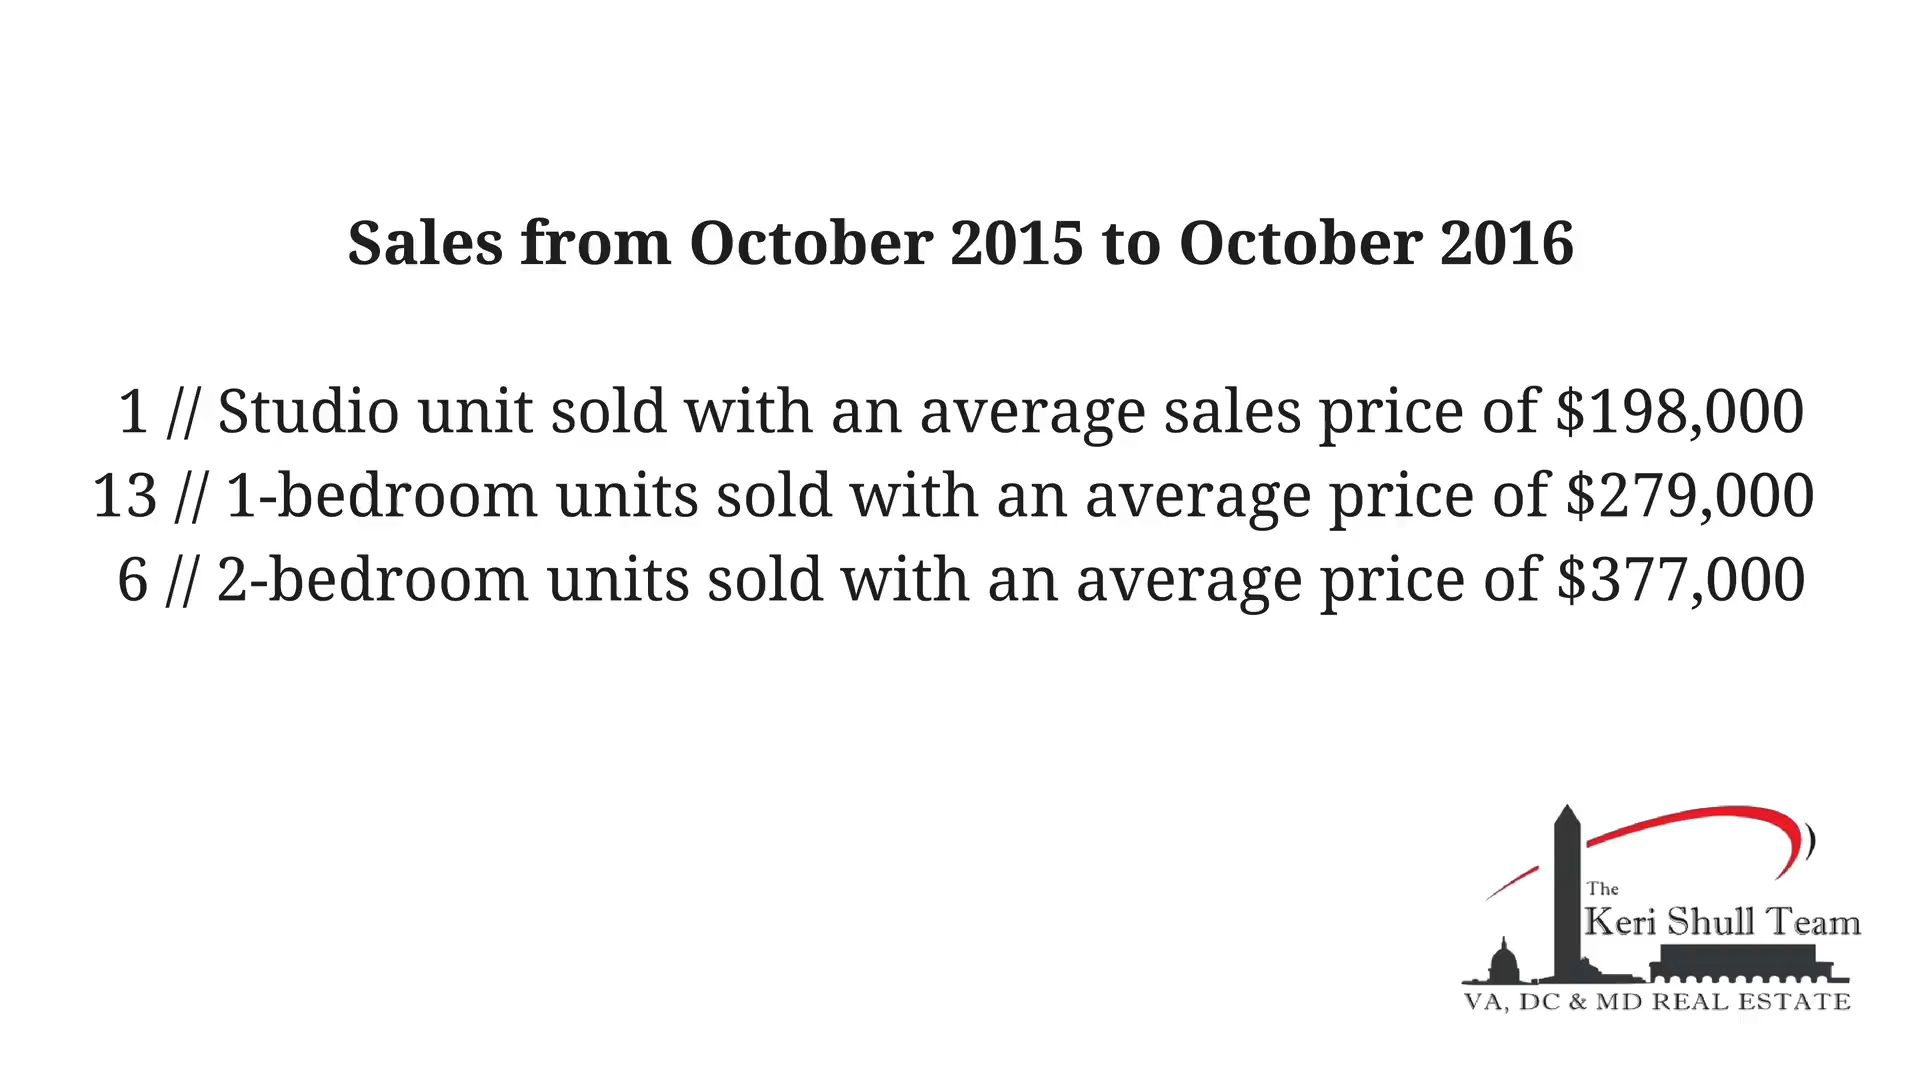 Sales from October 2015 to October 2016
1 // Studio unit sold with an average sales price of $198,000
13 // 1-bedroom units sold with an average price of $279,000
6 // 2-bedroom units sold with an average price of $377,000
The
Keri Shull Team
VA, DC & MD REAL ESTATE